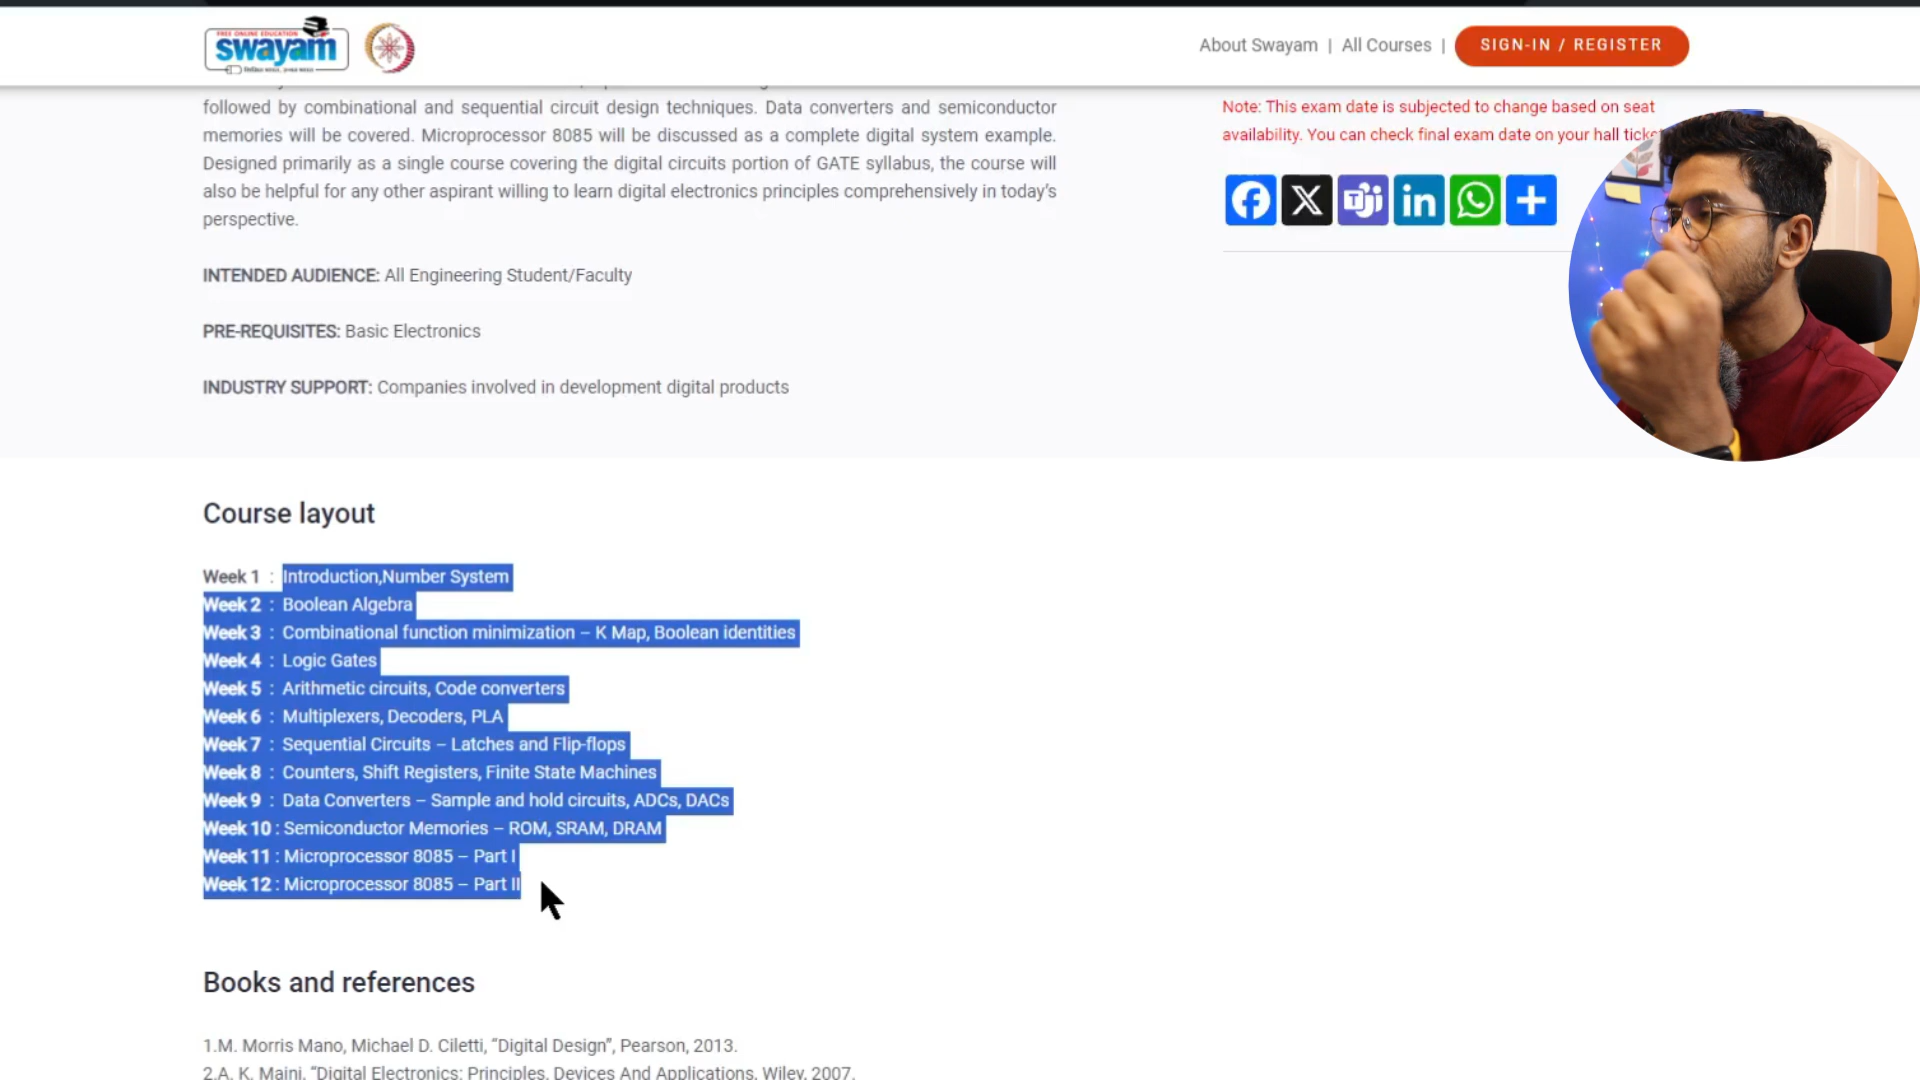 FREE ONLINE EDUCATION
swayam
About Swayam | All Courses |
SIGN-IN / REGISTER
followed by combinational and sequential circuit design techniques. Data converters and semiconductor
memories will be covered. Microprocessor 8085 will be discussed as a complete digital system example.
Designed primarily as a single course covering the digital circuits portion of GATE syllabus, the course will
also be helpful for any other aspirant willing to learn digital electronics principles comprehensively in today's
perspective.
Note: This exam date is subjected to change based on seat
availability. You can check final exam date on your hall
INTENDED AUDIENCE: All Engineering Student/Faculty
PRE-REQUISITES: Basic Electronics
INDUSTRY SUPPORT: Companies involved in development digital products
Course layout
Week 1 : Introduction,Number System
Week 2 : Boolean Algebra
Week 3 : Combinational function minimization – K Map, Boolean identities
Week 4 : Logic Gates
Week 5 : Arithmetic circuits, Code converters
Week 6 : Multiplexers, Decoders, PLA
Week 7 : Sequential Circuits – Latches and Flip-flops
Week 8 : Counters, Shift Registers, Finite State Machines
Week 9 : Data Converters – Sample and hold circuits, ADCs, DACs
Week 10 : Semiconductor Memories – ROM, SRAM, DRAM
Week 11 : Microprocessor 8085 – Part I
Week 12 : Microprocessor 8085 – Part II
Books and references
1.M. Morris Mano, Michael D. Ciletti, “Digital Design”, Pearson, 2013.
2.A. K. Maini, “Digital Electronics: Principles, Devices And Applications, Wiley, 2007.